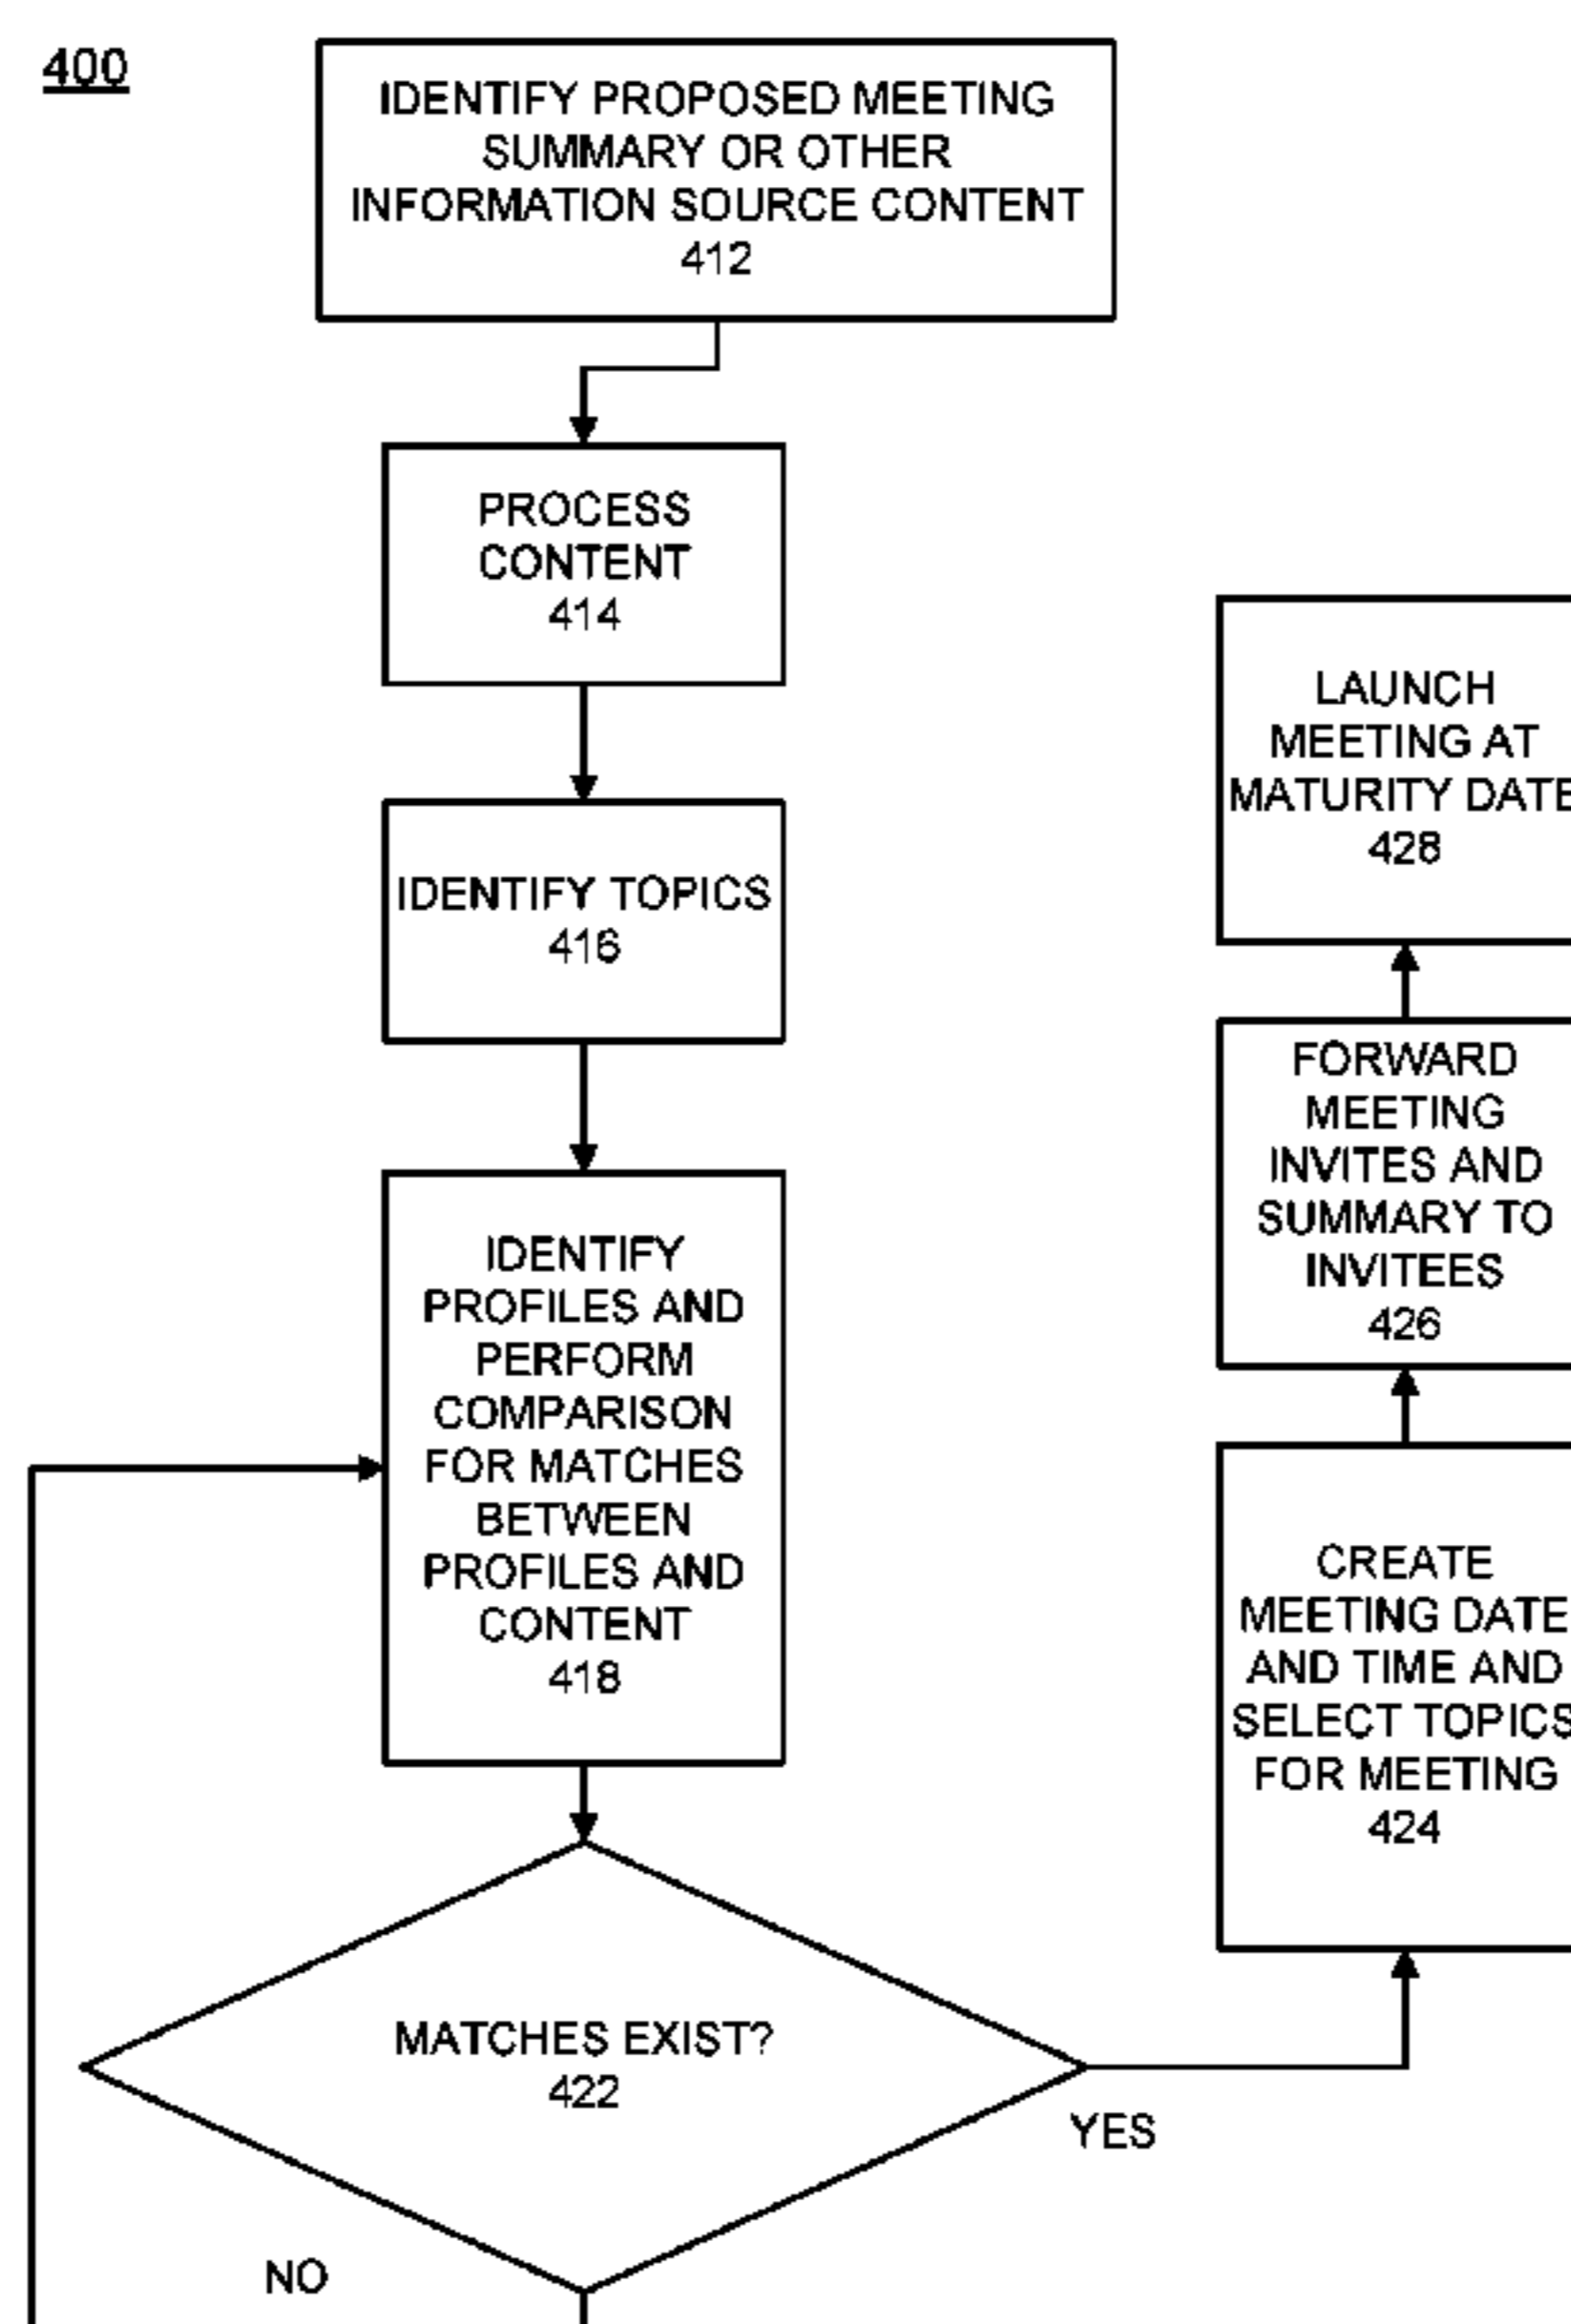 400
IDENTIFY PROPOSED MEETING
SUMMARY OR OTHER
INFORMATION SOURCE CONTENT
412
PROCESS
CONTENT
414
IDENTIFY TOPICS
416
IDENTIFY
PROFILES AND
PERFORM
COMPARISON
FOR MATCHES
BETWEEN
PROFILES AND
CONTENT
418
MATCHES EXIST?
422
YES
NO
CREATE
MEETING DATE
AND TIME AND
SELECT TOPICS
FOR MEETING
424
FORWARD
MEETING
INVITES AND
SUMMARY TO
INVITEES
426
LAUNCH
MEETING AT
MATURITY DATE
428